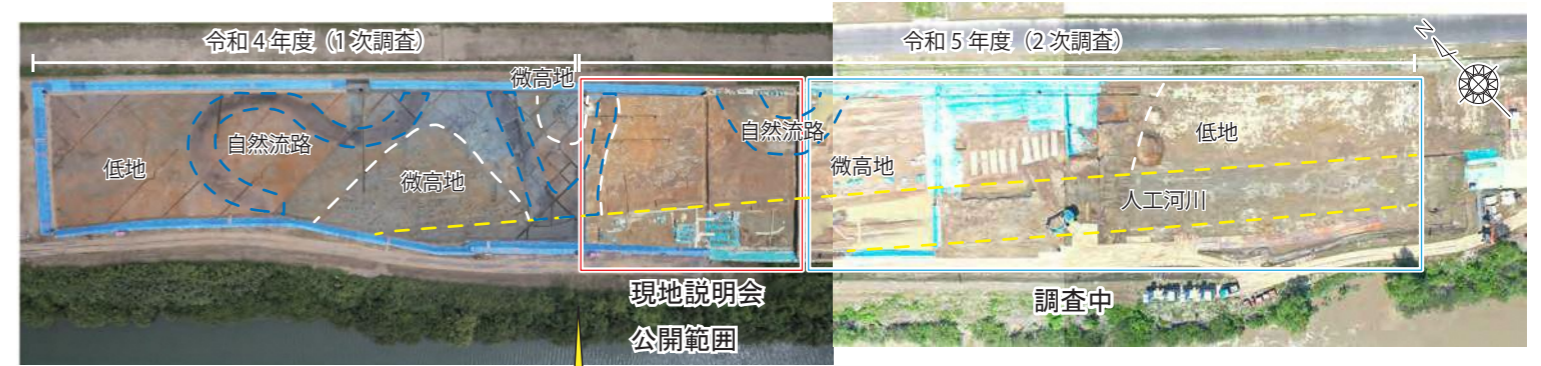 令和4年度（1次調査）
令和5年度（2次調査）
N
微高地
自然流路
低地
微高地
自然流路
微高地
低地
人工河川
現地説明会
公開範囲
調査中